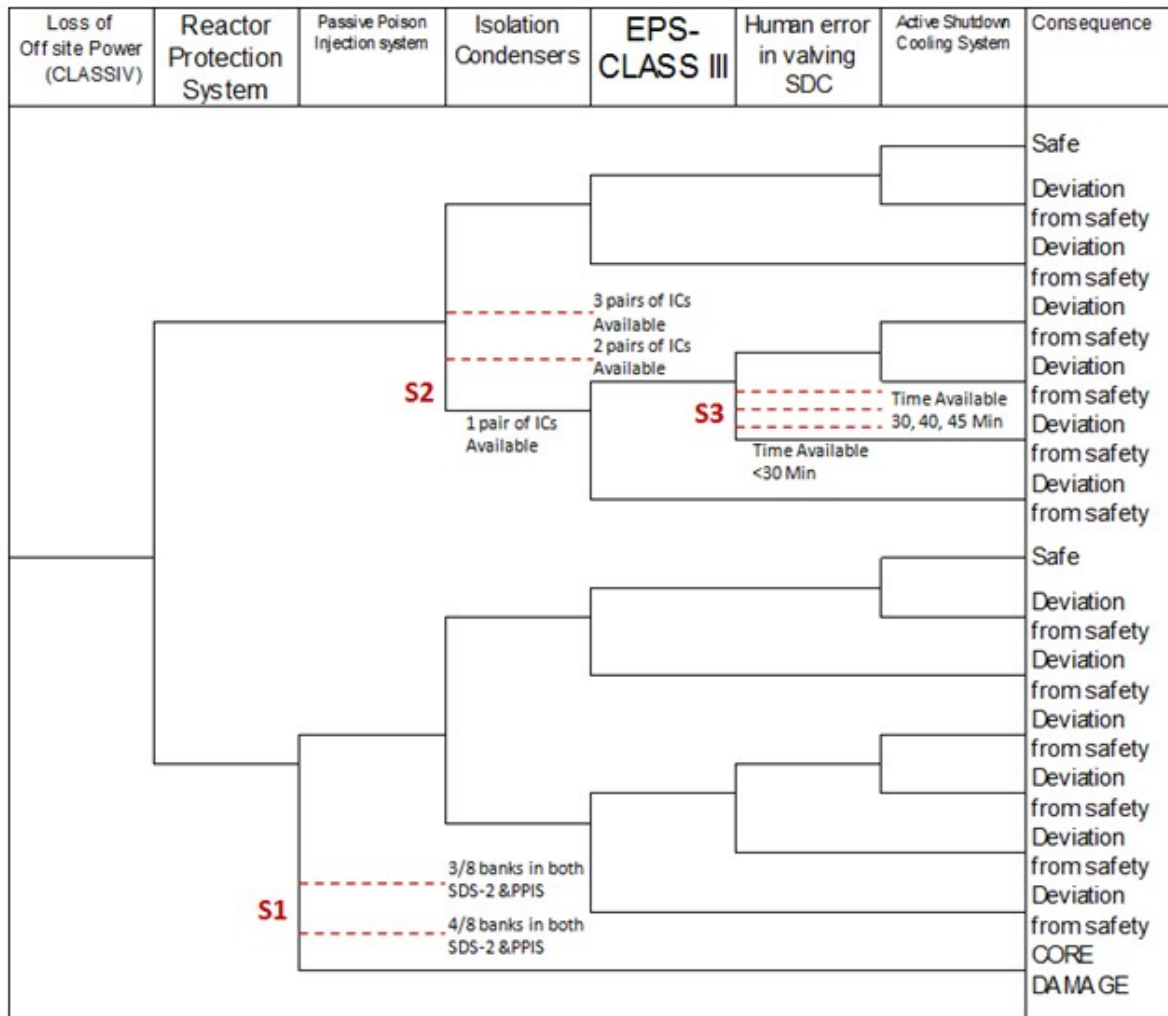 Loss of
Off site Power
(CLASSIV)
Reactor
Protection
System
Passive Poison
Injection system
Isolation
Condensers
EPS-
CLASS III
Human error
in valving
SDC
Active Shutdown
Cooling System
Consequence
Safe
Deviation
from safety
Deviation
from safety
3 pairs of ICs
Available
2 pairs of ICs
Available
Deviation
from safety
Deviation
from safety
S2
S3
Time Available
30, 40, 45 Min
1 pair of ICs
Available
Time Available
<30 Min
Deviation
from safety
Deviation
from safety
Safe
Deviation
from safety
Deviation
from safety
Deviation
from safety
Deviation
from safety
Deviation
from safety
3/8 banks in both
SDS-2 &PPIS
S1
4/8 banks in both
SDS-2 &PPIS
Deviation
from safety
CORE
DAMAGE